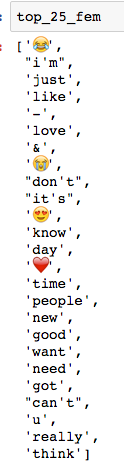 top_25_fem
['😂',
"i'm",
'just',
'like',
'-',
'love',
'&',
'😭',
"don't",
"it's",
'😍',
'know',
'day',
'❤️',
'time',
'people',
'new',
'good',
'want',
'need',
'got',
"can't",
'u',
'really',
'think']